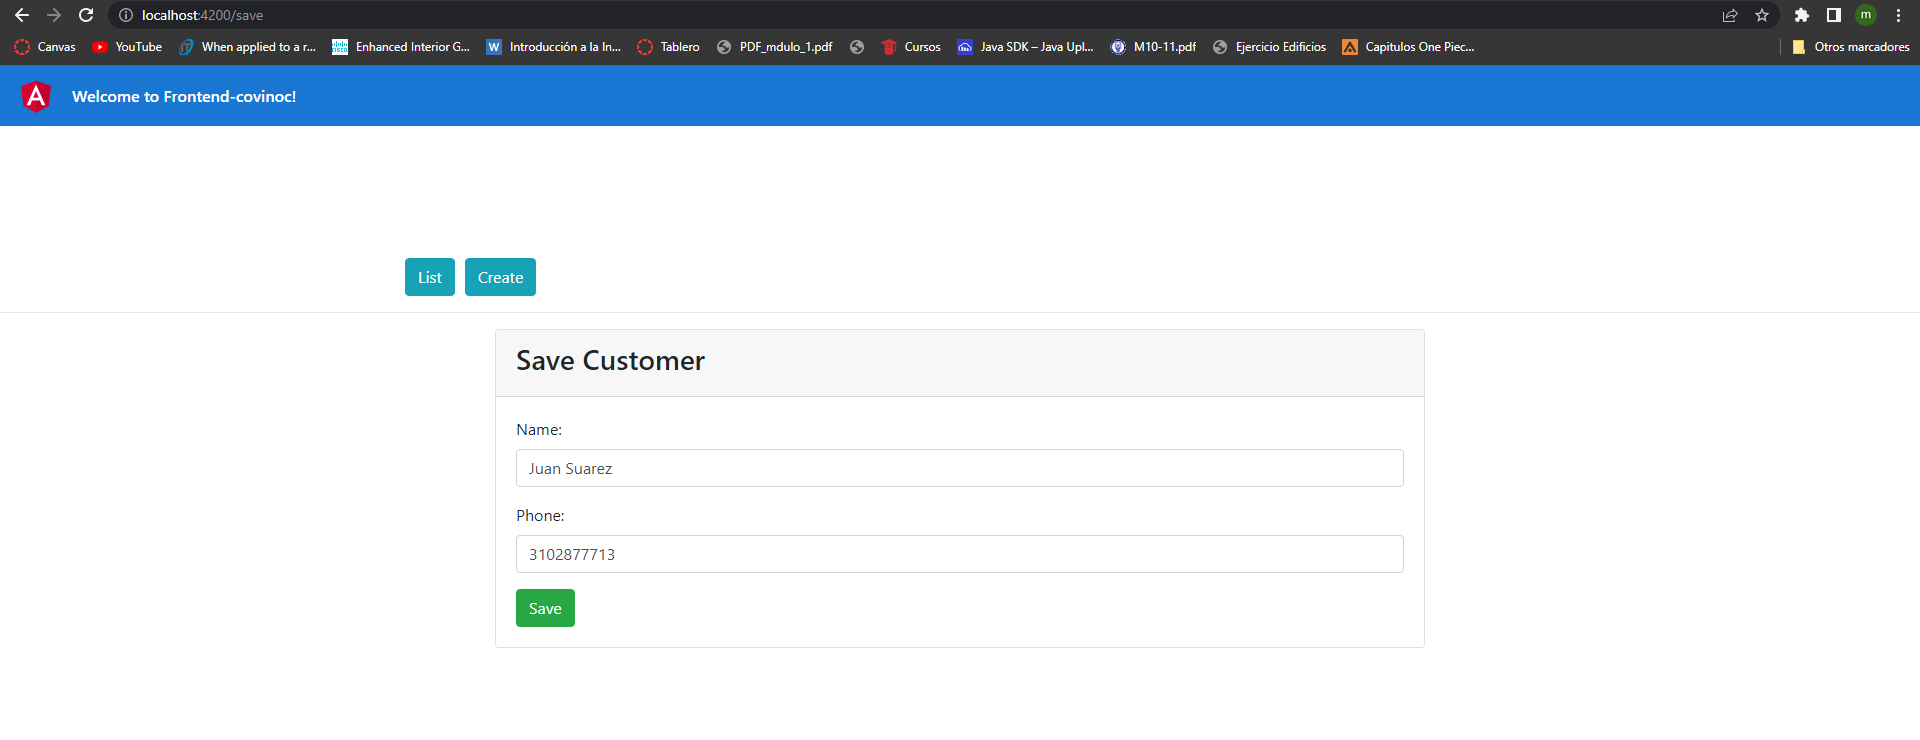 localhost:4200/save
Canvas YouTube When applied to a r... Enhanced Interior G... Introducción a la In... Tablero PDF_mdulo_1.pdf Cursos Java SDK – Java Upl... M10-11.pdf Ejercicio Edificios Capitulos One Piec... Otros marcadores
Welcome to Frontend-covinoc!
List Create
Save Customer
Name:
Juan Suarez
Phone:
3102877713
Save